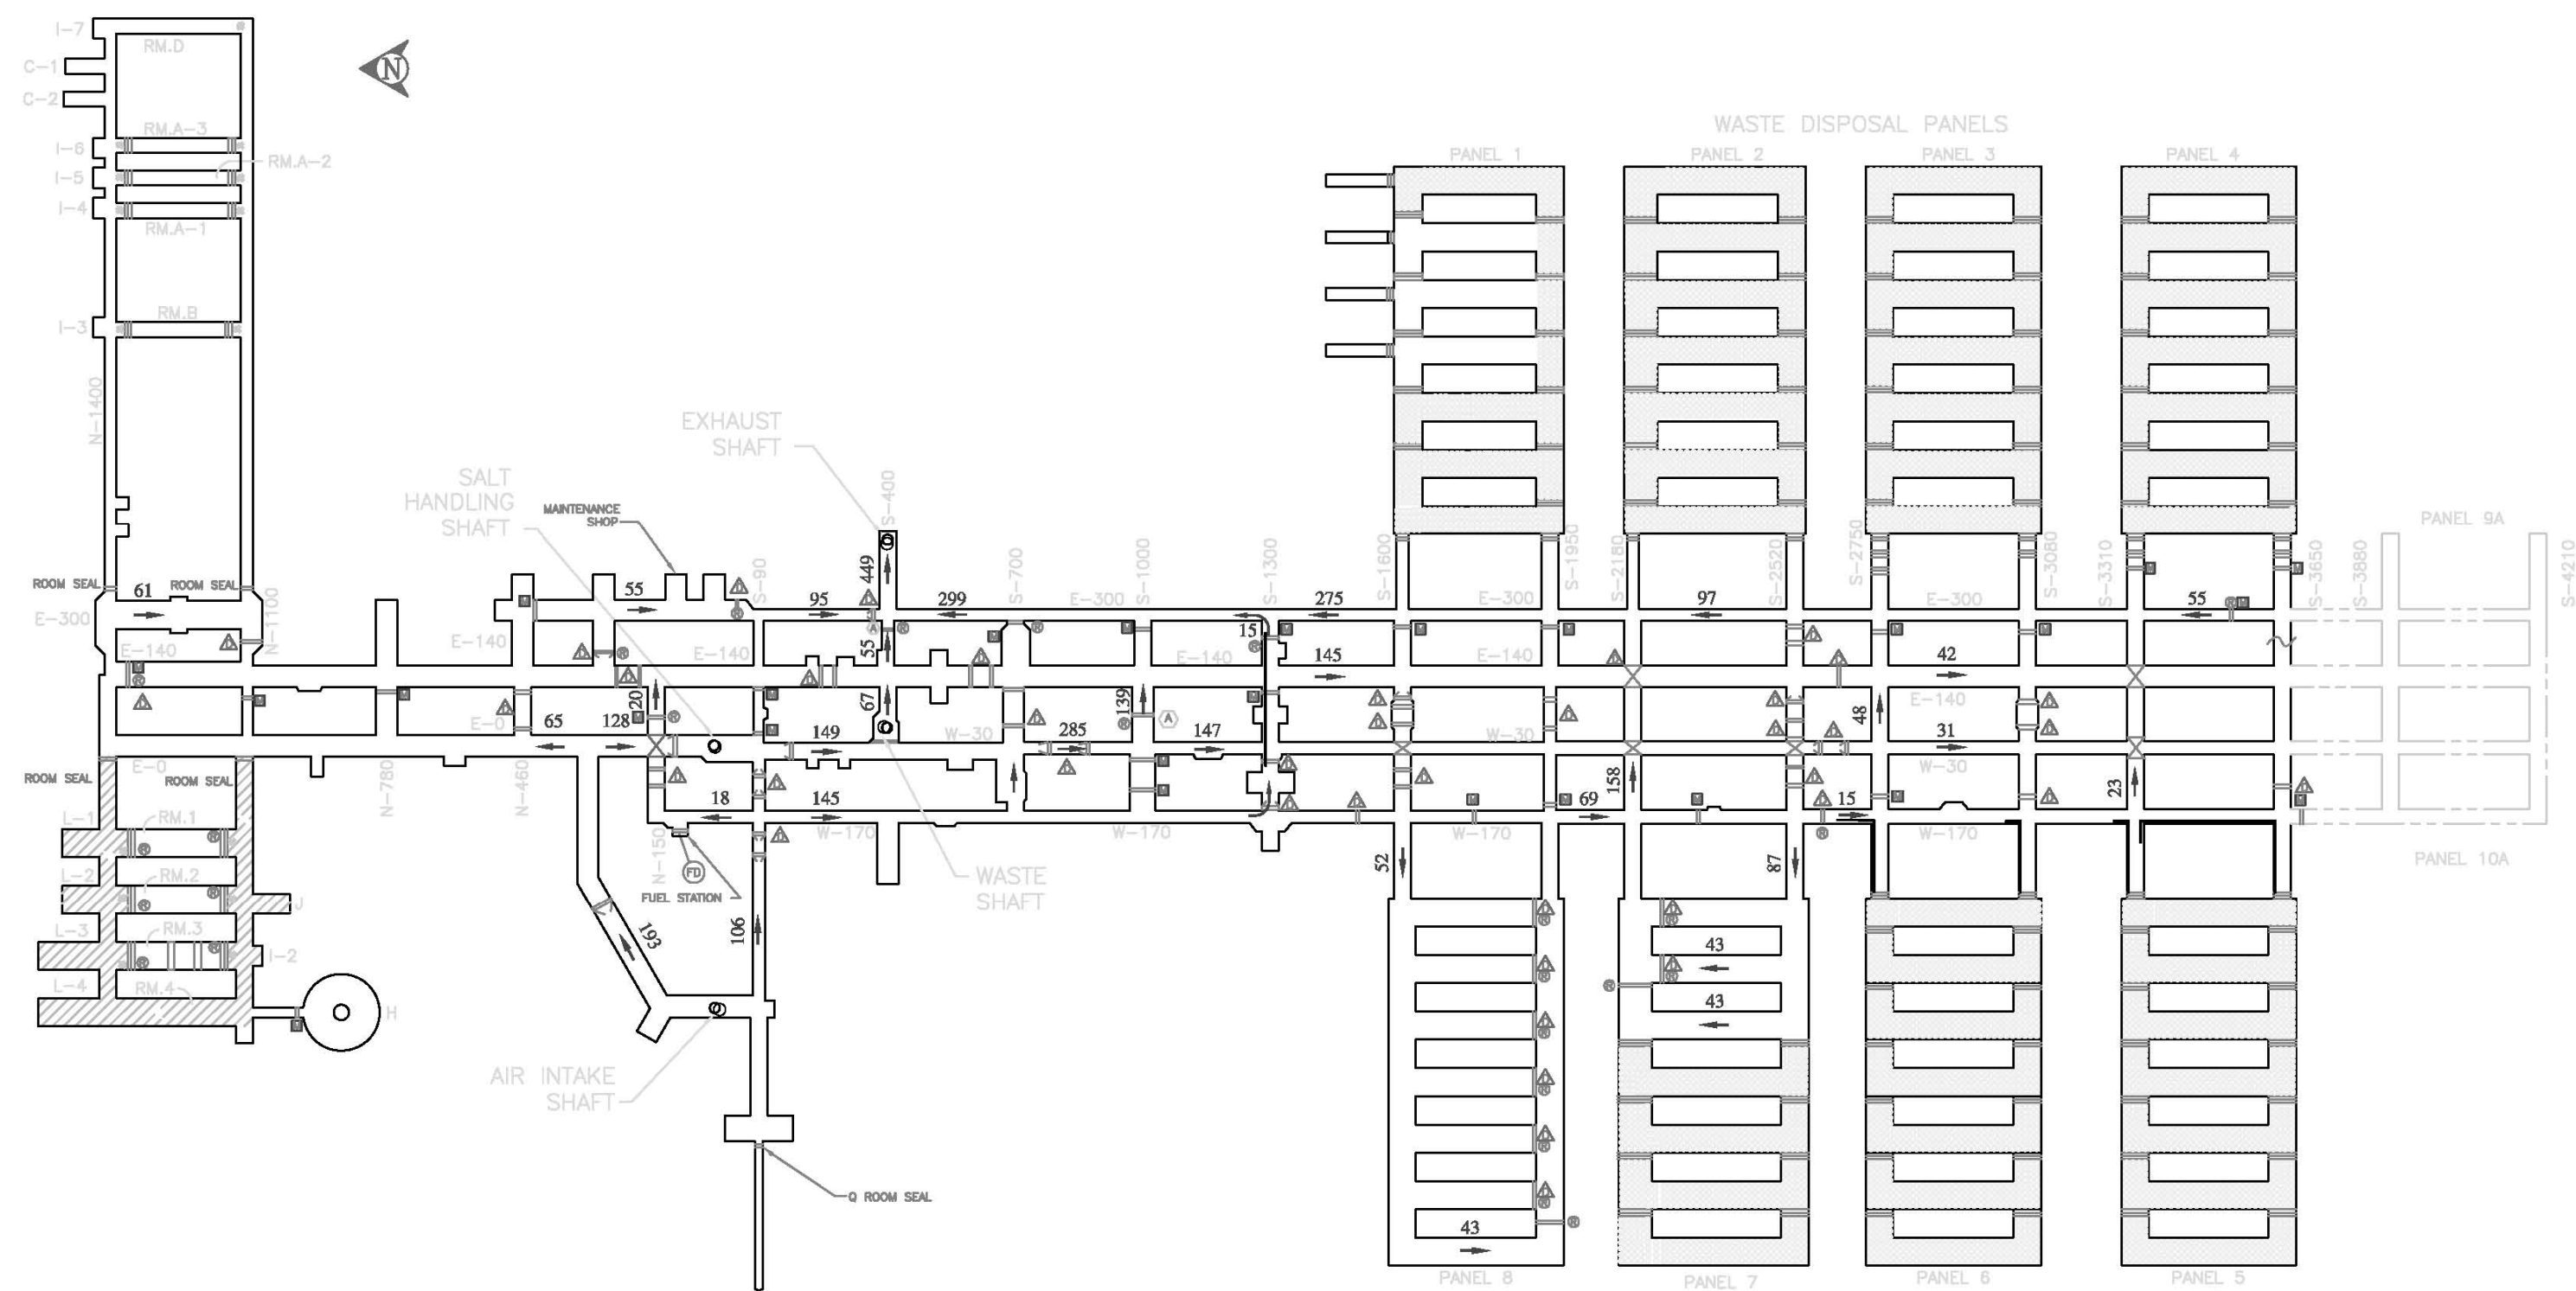 I-7
RM.D
C-1
C-2
N
RM.A-3
I-6
RM.A-2
I-5
I-4
RM.A-1
RM.B
I-3
N-1400
WASTE DISPOSAL PANELS
PANEL 1
PANEL 2
PANEL 3
PANEL 4
EXHAUST
SHAFT
SALT
HANDLING
SHAFT
MAINTENANCE
SHOP
S-400
S-90
S-700
S-1000
S-1300
S-1600
S-1950
S-2180
S-2520
S-2750
S-3080
S-3310
S-3650
S-3880
S-4210
PANEL 9A
ROOM SEAL
61
ROOM SEAL
E-300
N-1100
55
95
449
299
E-300
275
E-300
97
E-300
55
E-140
E-140
E-140
55
E-140
15
145
E-140
42
E-140
E-0
65
128
20
149
67
W-30
285
139
A
147
W-30
48
31
W-30
ROOM SEAL
E-0
ROOM SEAL
N-780
N-460
N-150
18
145
W-170
W-170
W-170
69
158
15
W-170
23
PANEL 10A
L-1
RM.1
L-2
RM.2
J
L-3
RM.3
I-2
L-4
RM.4
H
193
106
FD
FUEL STATION
WASTE
SHAFT
52
87
43
43
43
AIR INTAKE
SHAFT
Q ROOM SEAL
PANEL 8
PANEL 7
PANEL 6
PANEL 5